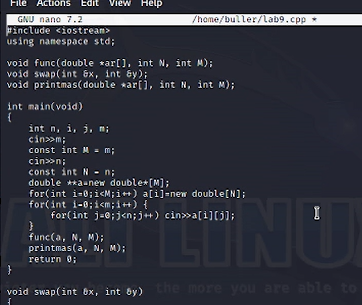 File Actions Edit View Help
GNU nano 7.2 /home/buller/lab9.cpp *
#include <iostream>
using namespace std;
void func(double *ar[], int N, int M);
void swap(int &x, int &y);
void printmas(double *ar[], int N, int M);
int main(void)
{
int n, i, j, m;
cin>>m;
const int M = m;
cin>>n;
const int N = n;
double **a=new double*[M];
for(int i=0;i<M;i++) a[i]=new double[N];
for(int i=0;i<m;i++) {
for(int j=0;j<n;j++) cin>>a[i][j];
}
func(a, N, M);
printmas(a, N, M);
return 0;
}
void swap(int &x, int &y)
KALI LINUX
the more you are able to